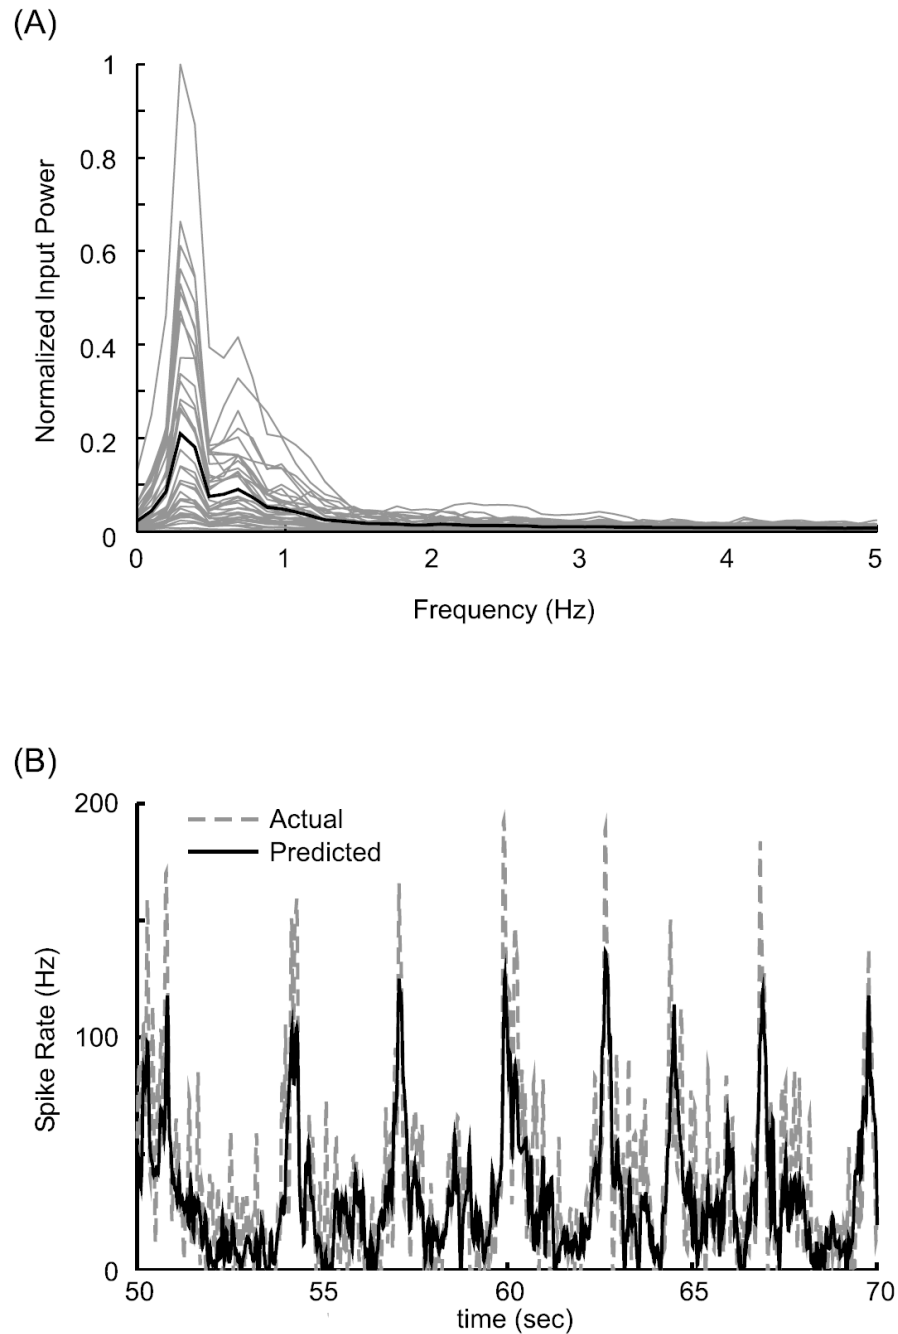 (A)
1
0.8
0.6
0.4
0.2
0
Normalized Input Power
0 1 2 3 4 5
Frequency (Hz)
(B)
200
100
0
Spike Rate (Hz)
Actual
Predicted
50 55 60 65 70
time (sec)